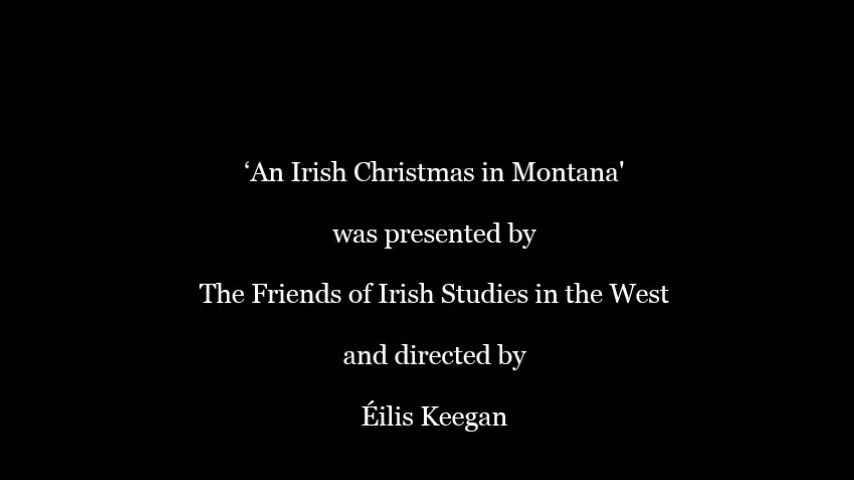 ‘An Irish Christmas in Montana'
was presented by
The Friends of Irish Studies in the West
and directed by
Éilis Keegan